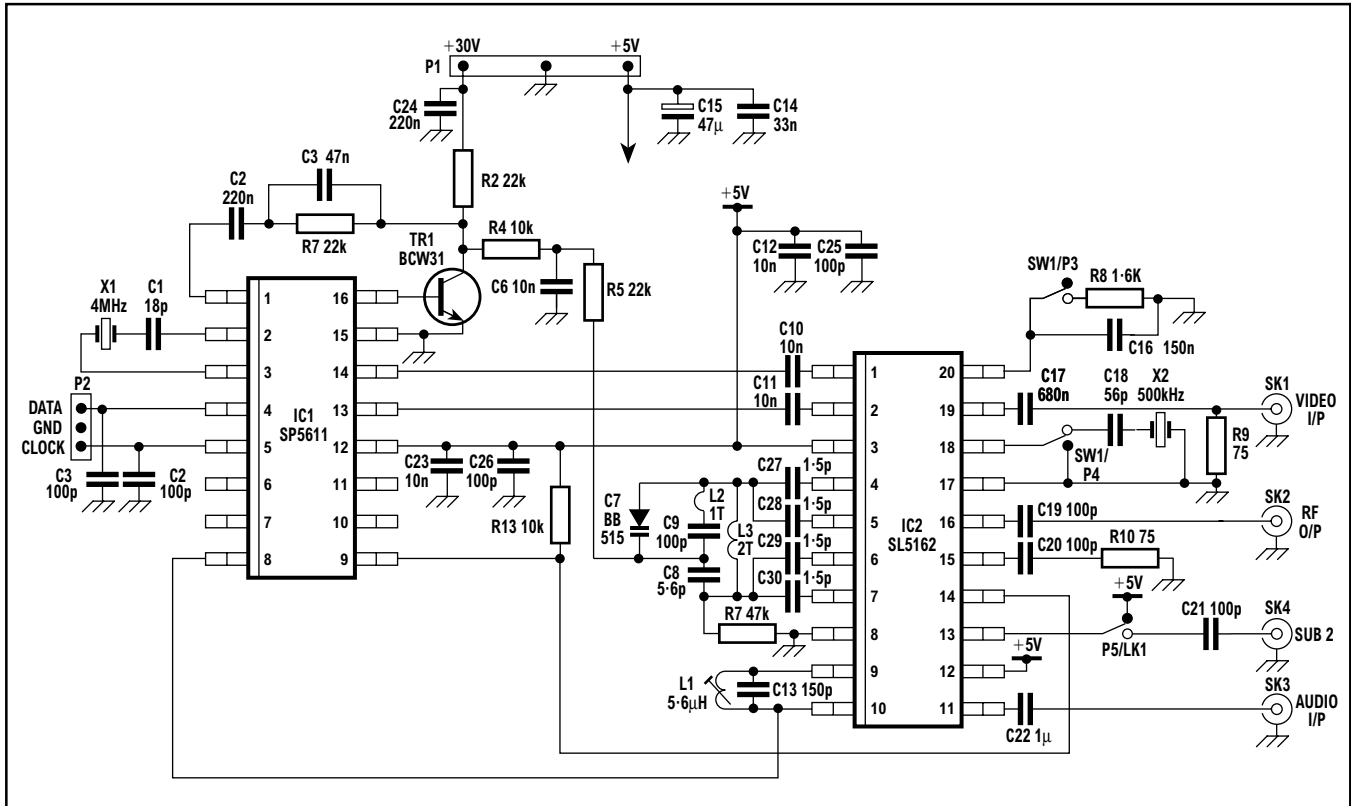 +30V
+5V
P1
C24
220n
C15
47μ
C14
33n
C3 47n
R2 22k
C2
220n
R7 22k
TR1
BCW31
R4 10k
C6 10n
R5 22k
+5V
C12
10n
C25
100p
SW1/P3
R8 1·6K
C16 150n
X1
4MHz
C1
18p
1
2
3
4
5
6
7
8
16
15
14
13
12
11
10
9
IC1
SP5611
P2
DATA
GND
CLOCK
C3
100p
C2
100p
C10
10n
C11
10n
C23
10n
C26
100p
R13 10k
C7
BB
515
L2
1T
C9
100p
L3
2T
C8
5·6p
C27
1·5p
C28
1·5p
C29
1·5p
C30
1·5p
R7 47k
L1
5·6μH
C13 150p
1
2
3
4
5
6
7
8
9
10
20
19
18
17
16
15
14
13
12
11
IC2
SL5162
C17
680n
C18
56p
X2
500kHz
SK1
VIDEO
I/P
R9
75
SW1/
P4
C19 100p
SK2
RF
O/P
C20 100p
R10 75
+5V
P5/LK1
C21 100p
SK4
SUB 2
+5V
C22 1μ
SK3
AUDIO
I/P